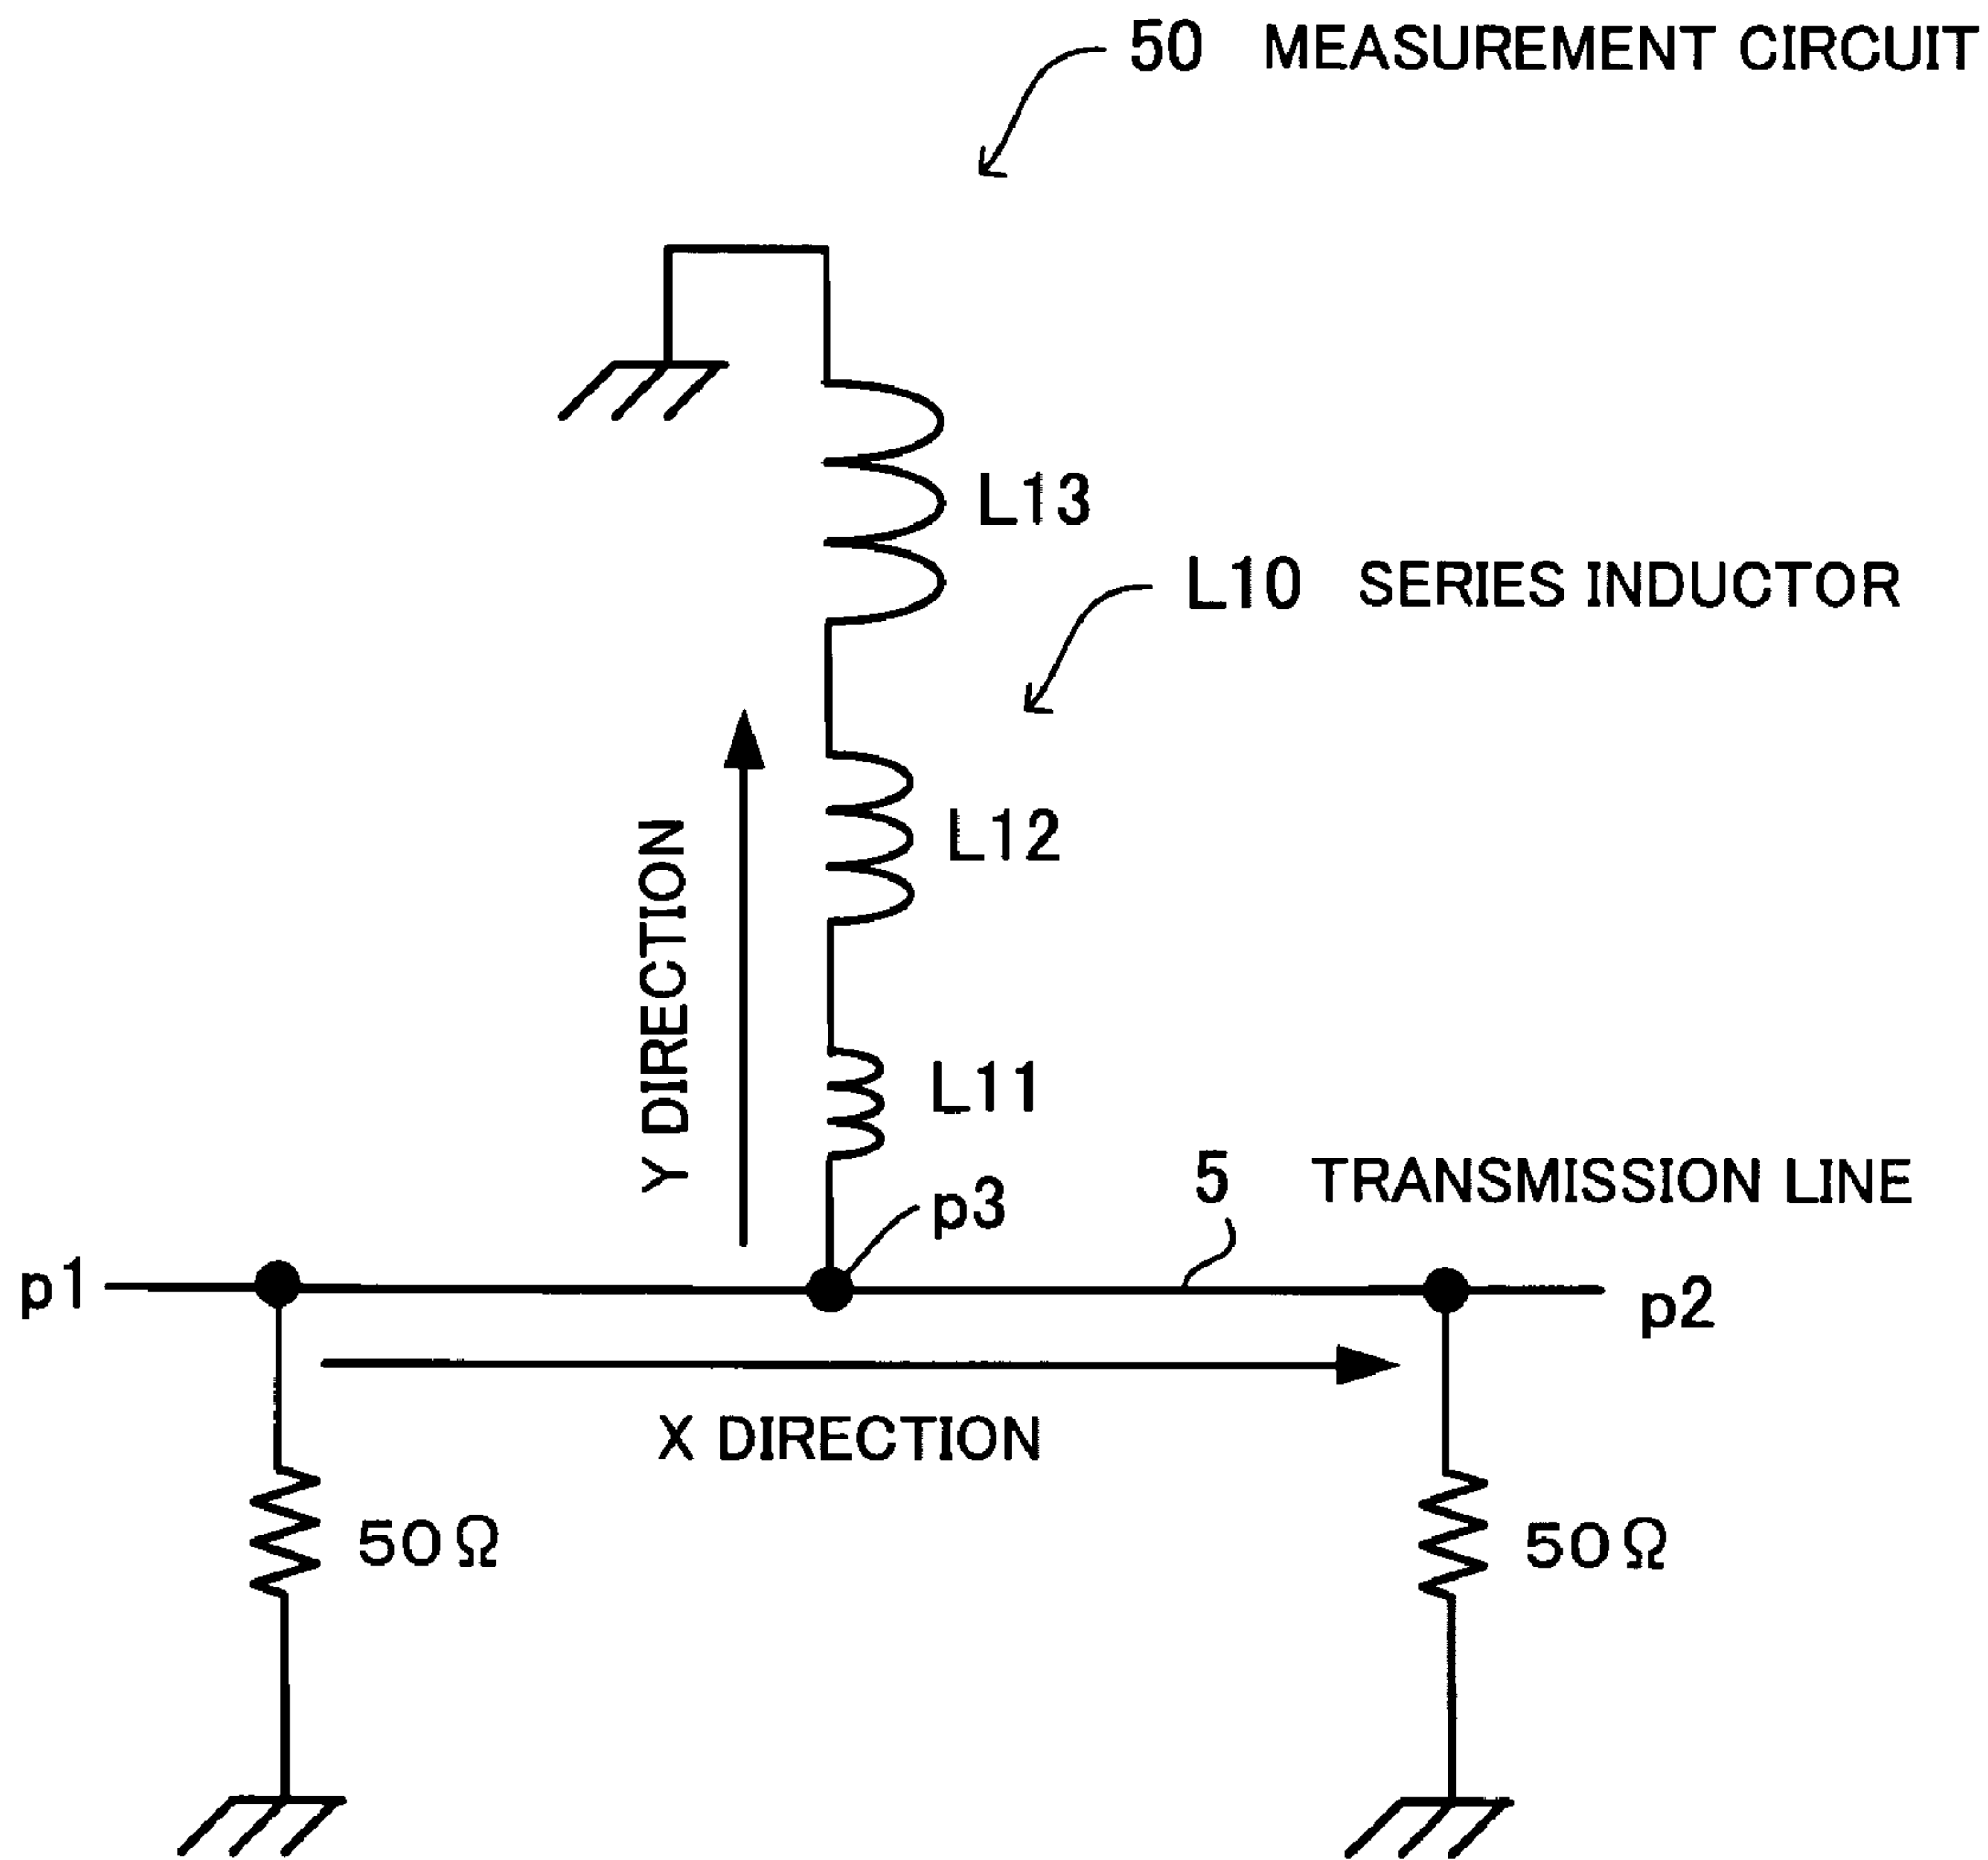 50 MEASUREMENT CIRCUIT
L13
L10 SERIES INDUCTOR
L12
Y DIRECTION
L11
5 TRANSMISSION LINE
p3
p1
p2
X DIRECTION
50Ω
50Ω